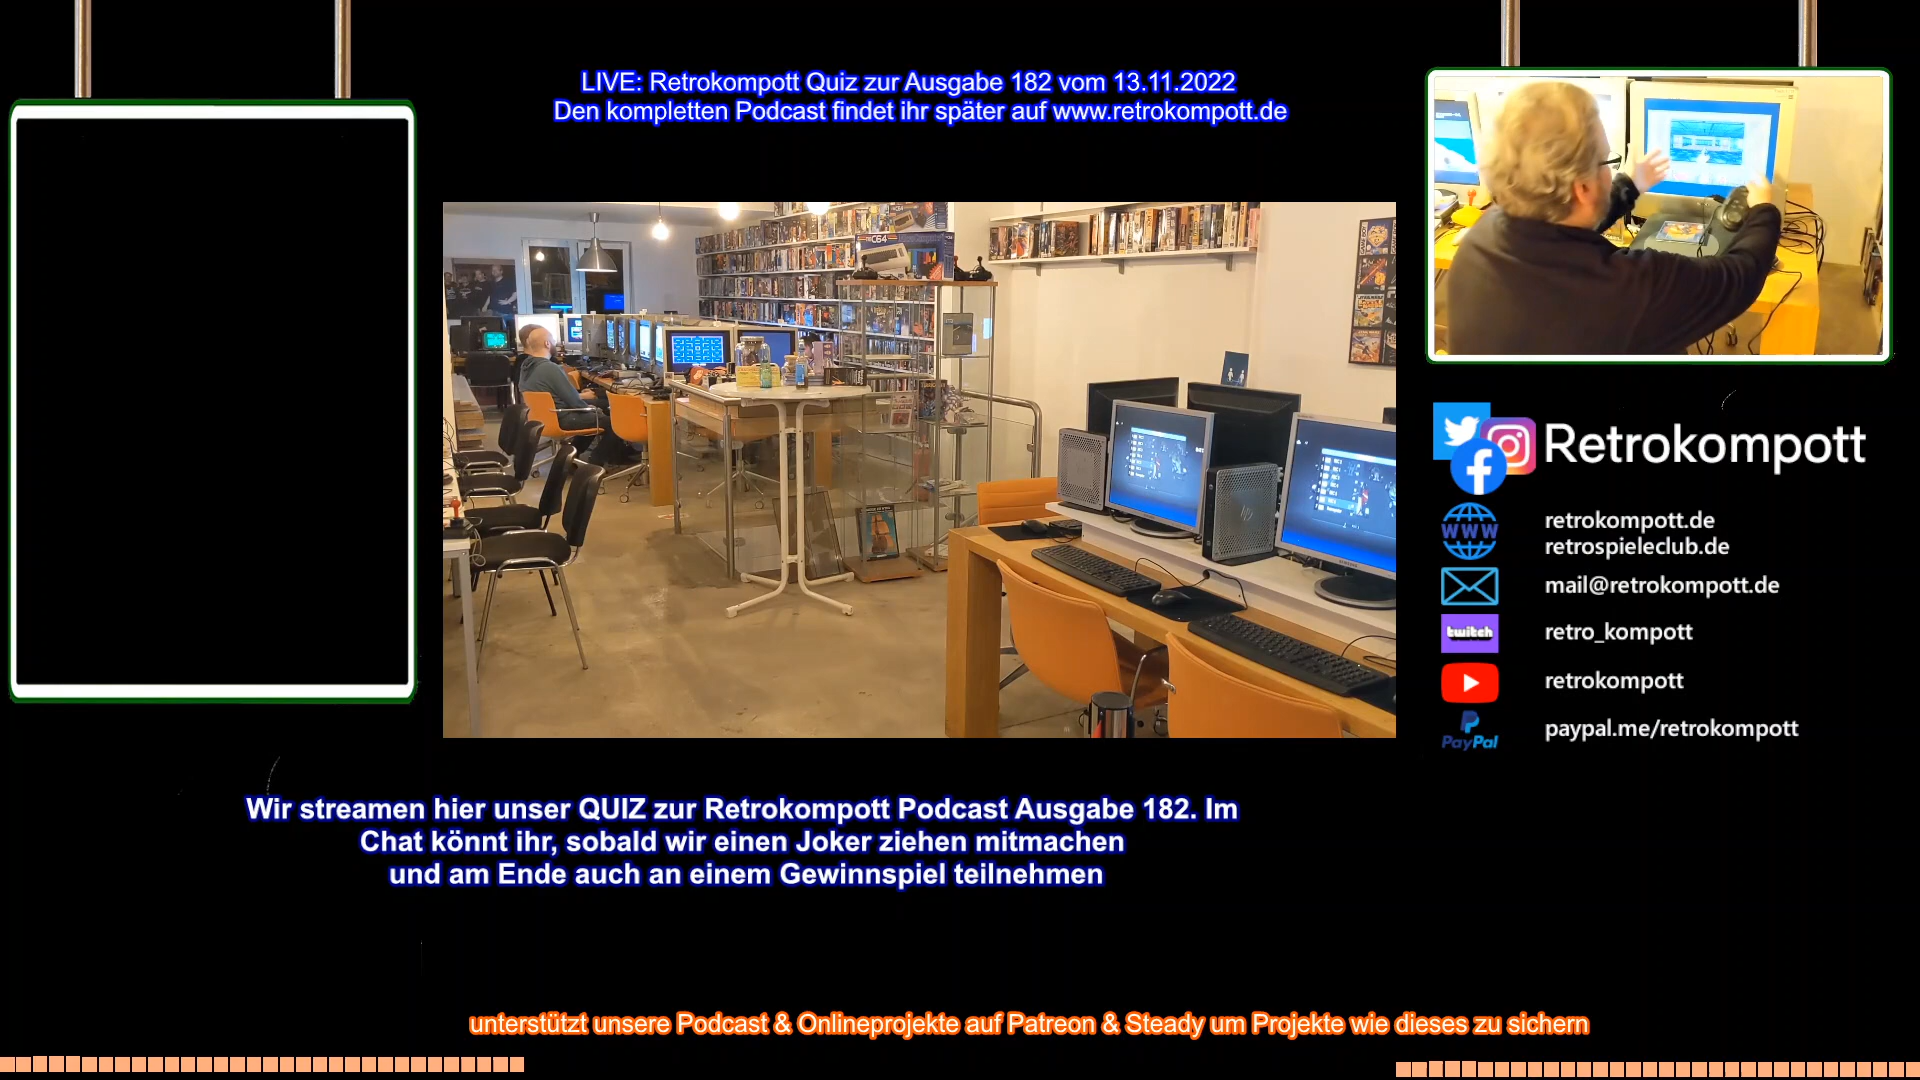 LIVE: Retrokompott Quiz zur Ausgabe 182 vom 13.11.2022
Den kompletten Podcast findet ihr später auf www.retrokompott.de
C64
Retrokompott
WWW
retrokompott.de
retrospieleclub.de
mail@retrokompott.de
twitch
retro_kompott
retrokompott
PayPal
paypal.me/retrokompott
Wir streamen hier unser QUIZ zur Retrokompott Podcast Ausgabe 182. Im
Chat könnt ihr, sobald wir einen Joker ziehen mitmachen
und am Ende auch an einem Gewinnspiel teilnehmen
unterstützt unsere Podcast & Onlineprojekte auf Patreon & Steady um Projekte wie dieses zu sichern